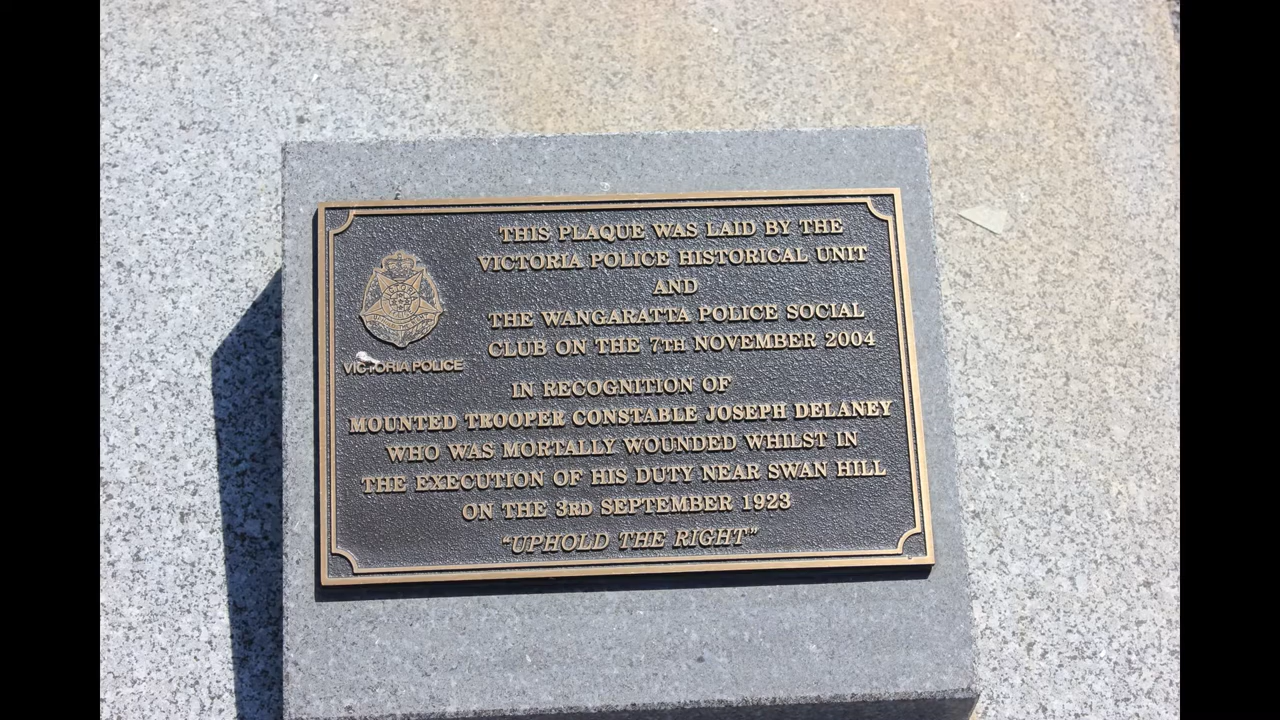 THIS PLAQUE WAS LAID BY THE
VICTORIA POLICE HISTORICAL UNIT
AND
THE WANGARATTA POLICE SOCIAL
CLUB ON THE 7TH NOVEMBER 2004
VICTORIA POLICE
IN RECOGNITION OF
MOUNTED TROOPER CONSTABLE JOSEPH DELANEY
WHO WAS MORTALLY WOUNDED WHILST IN
THE EXECUTION OF HIS DUTY NEAR SWAN HILL
ON THE 3RD SEPTEMBER 1923
"UPHOLD THE RIGHT"